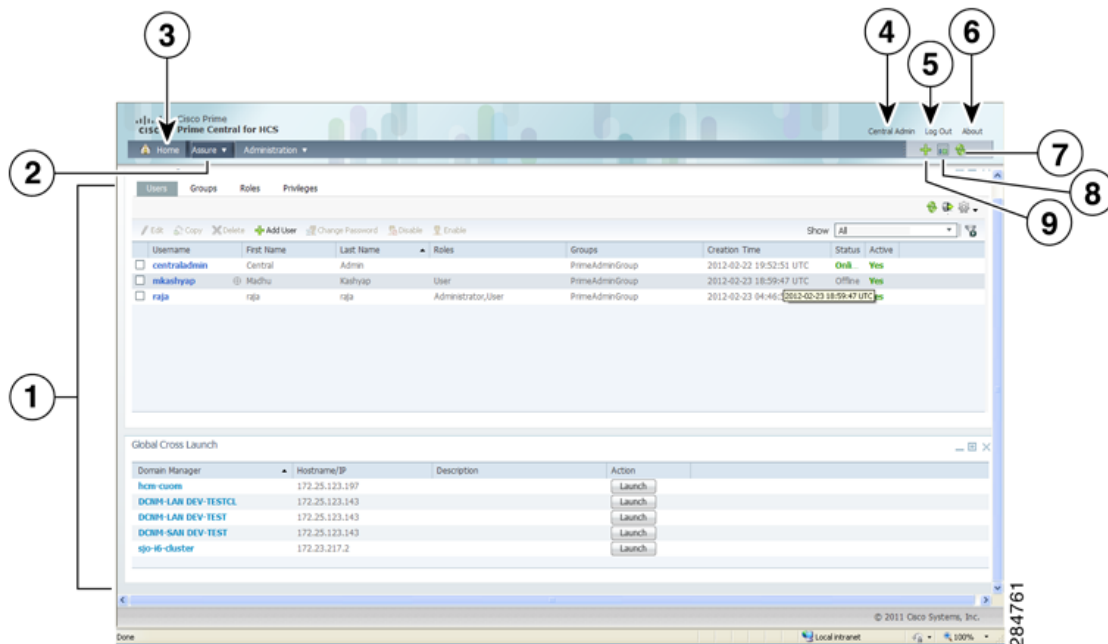 3
4
5
6
Cisco Prime
CISCO Prime Central for HCS
Central Admin Log Out About
Home Assure Administration
2
7
8
9
1
Users Groups Roles Privileges
Edit Copy Delete Add User Change Password Disable Enable
Show All
Username First Name Last Name Roles Groups Creation Time Status Active
centraladmin Central Admin PrimeAdminGroup 2012-02-22 19:52:51 UTC Onli... Yes
mkashyap Madhu Kashyap User PrimeAdminGroup 2012-02-23 18:59:47 UTC Offline Yes
raja raja raja Administrator,User PrimeAdminGroup 2012-02-23 04:46:
2012-02-23 18:59:47 UTC
Global Cross Launch
Domain Manager Hostname/IP Description Action
hcm-cuom 172.25.123.197 Launch
DCNM-LAN DEV-TESTCL 172.25.123.143 Launch
DCNM-LAN DEV-TEST 172.25.123.143 Launch
DCNM-SAN DEV-TEST 172.25.123.143 Launch
sjo-i6-cluster 172.23.217.2 Launch
© 2011 Cisco Systems, Inc.
Done Local intranet 100%
284761